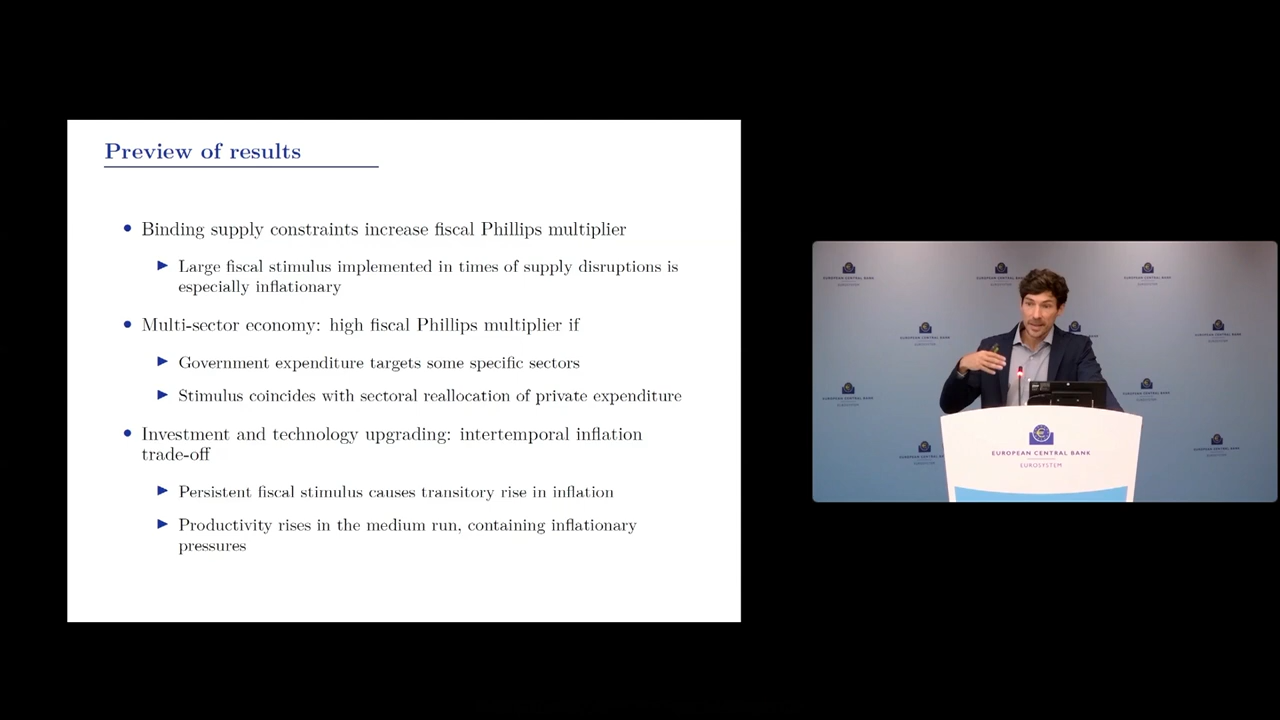 Preview of results
Binding supply constraints increase fiscal Phillips multiplier
Large fiscal stimulus implemented in times of supply disruptions is
especially inflationary
Multi-sector economy: high fiscal Phillips multiplier if
Government expenditure targets some specific sectors
Stimulus coincides with sectoral reallocation of private expenditure
Investment and technology upgrading: intertemporal inflation
trade-off
Persistent fiscal stimulus causes transitory rise in inflation
Productivity rises in the medium run, containing inflationary
pressures
EUROPEAN CENTRAL BANK
EUROSYSTEM